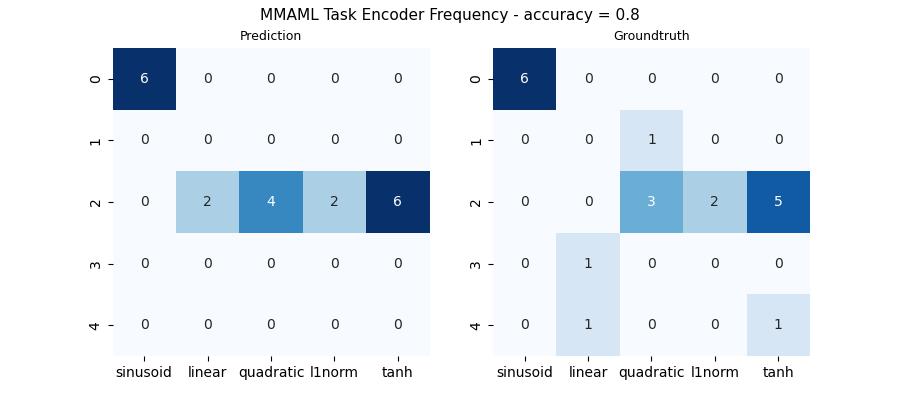 MMAML Task Encoder Frequency - accuracy = 0.8
Prediction
Groundtruth
0 6 0 0 0 0
1 0 0 0 0 0
2 0 2 4 2 6
3 0 0 0 0 0
4 0 0 0 0 0
sinusoid linear quadratic l1norm tanh
0 6 0 0 0 0
1 0 0 1 0 0
2 0 0 3 2 5
3 0 1 0 0 0
4 0 1 0 0 1
sinusoid linear quadratic l1norm tanh